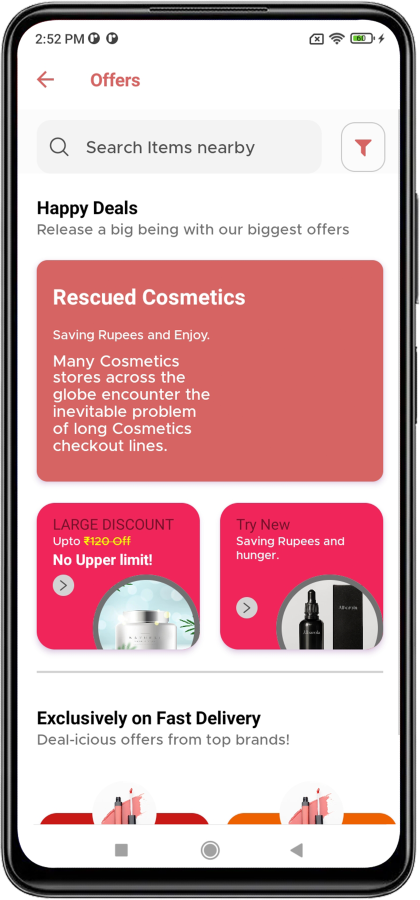 2:52 PM
60
Offers
Search Items nearby
Happy Deals
Release a big being with our biggest offers
Rescued Cosmetics
Saving Rupees and Enjoy.
Many Cosmetics
stores across the
globe encounter the
inevitable problem
of long Cosmetics
checkout lines.
LARGE DISCOUNT
Upto ₹120 Off
No Upper limit!
Try New
Saving Rupees and
hunger.
Exclusively on Fast Delivery
Deal-icious offers from top brands!